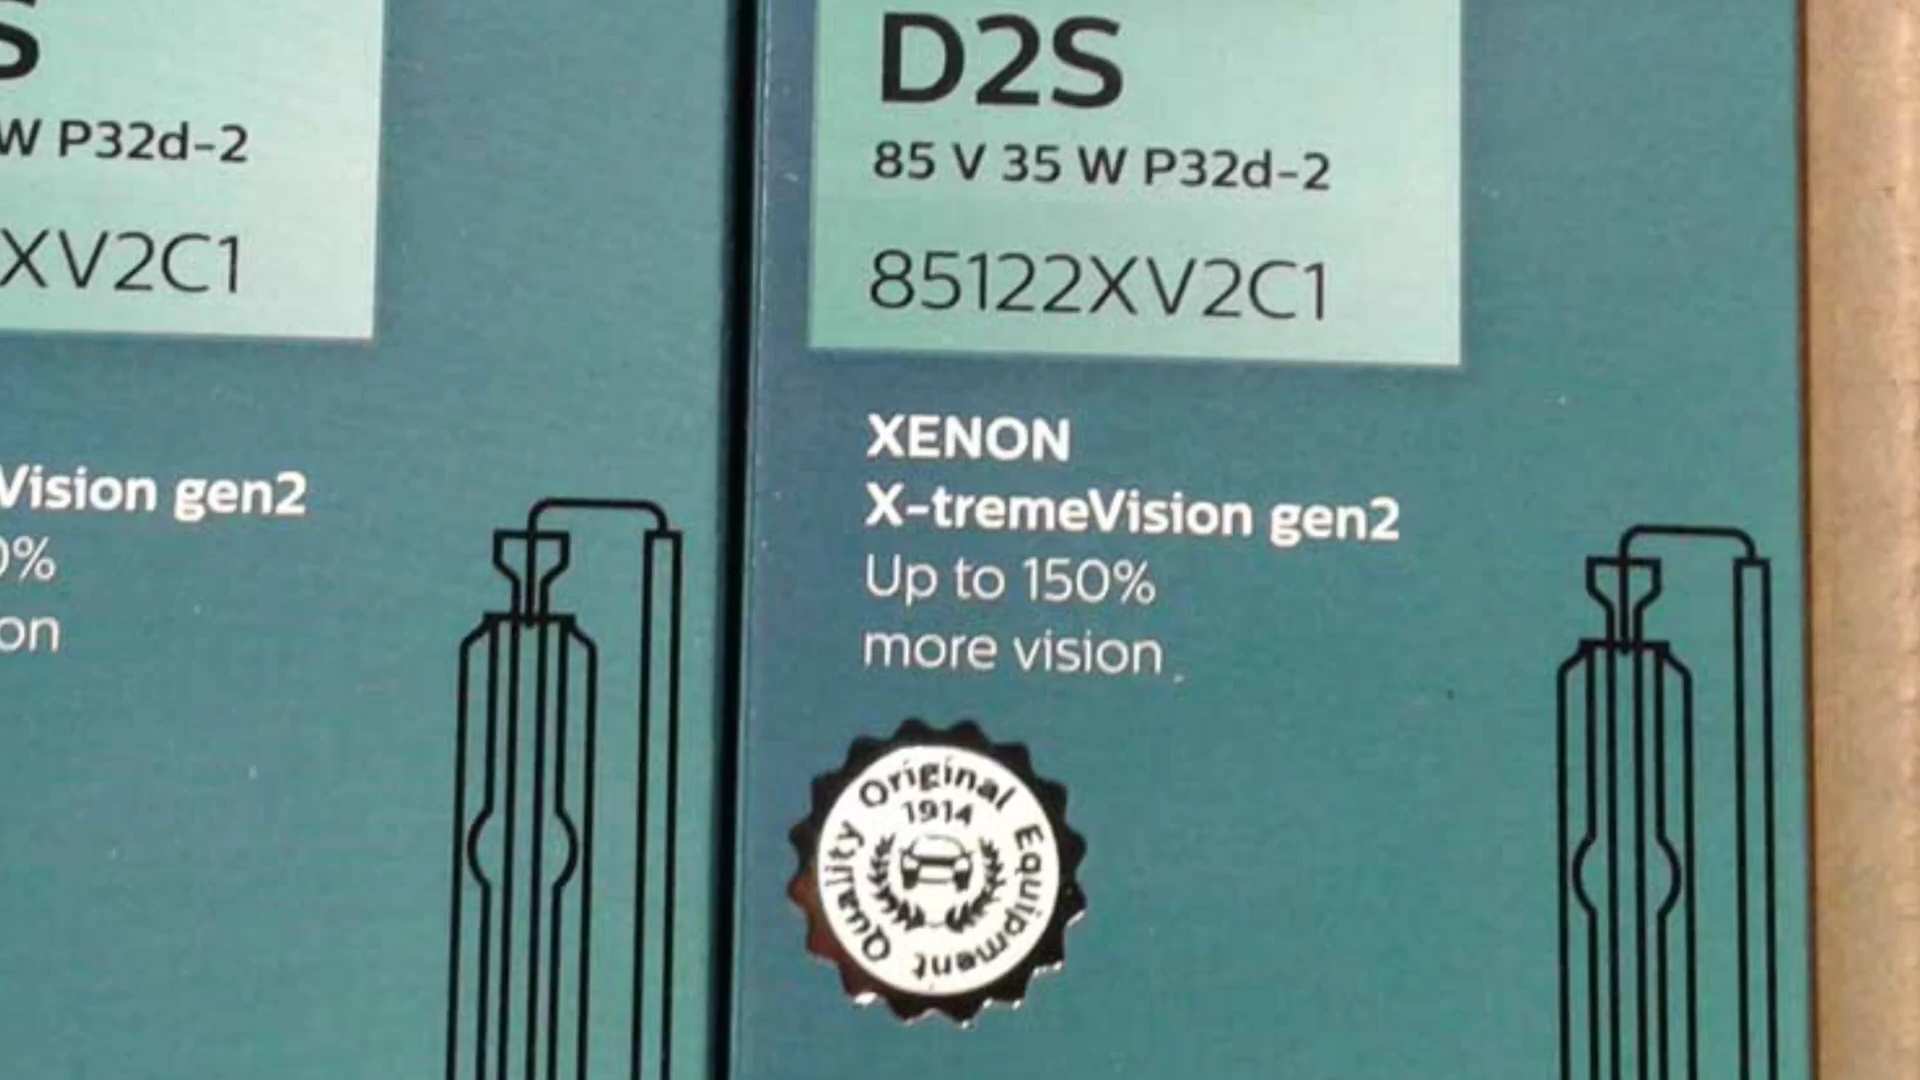 S
W P32d-2
XV2C1
Vision gen2
0%
on
D2S
85 V 35 W P32d-2
85122XV2C1
XENON
X-tremeVision gen2
Up to 150%
more vision
Quality Original Equipment
1914